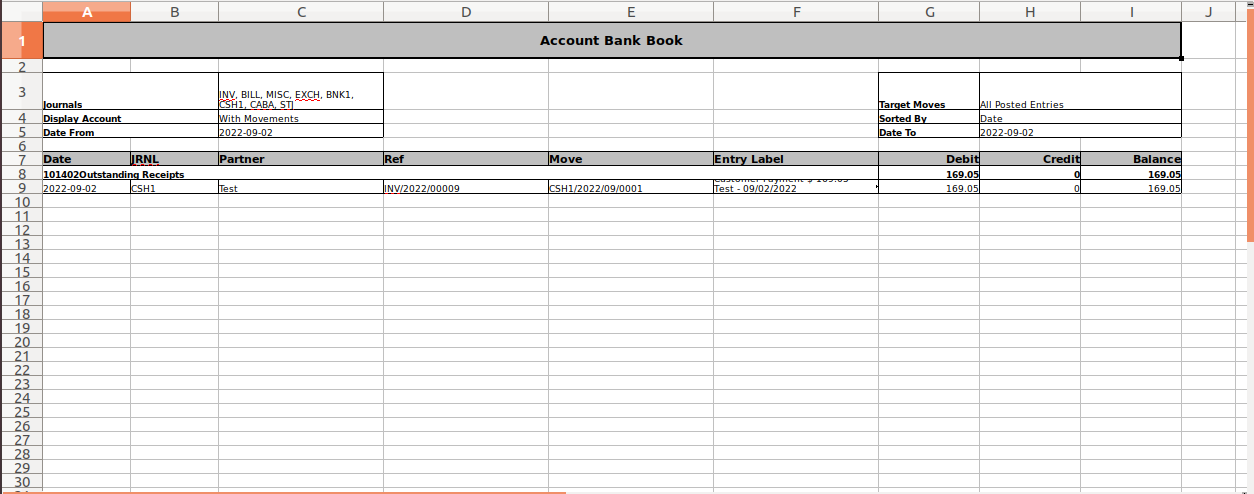 A B C D E F G H I J
1 Account Bank Book
2
3 Journals INV, BILL, MISC, EXCH, BNK1, CSH1, CABA, STJ Target Moves All Posted Entries
4 Display Account With Movements Sorted By Date
5 Date From 2022-09-02 Date To 2022-09-02
6
7 Date JRNL Partner Ref Move Entry Label Debit Credit Balance
8 101402Outstanding Receipts 169.05 0 169.05
9 2022-09-02 CSH1 Test INV/2022/00009 CSH1/2022/09/0001 Customer Payment $ 169.05 Test - 09/02/2022 169.05 0 169.05
10
11
12
13
14
15
16
17
18
19
20
21
22
23
24
25
26
27
28
29
30